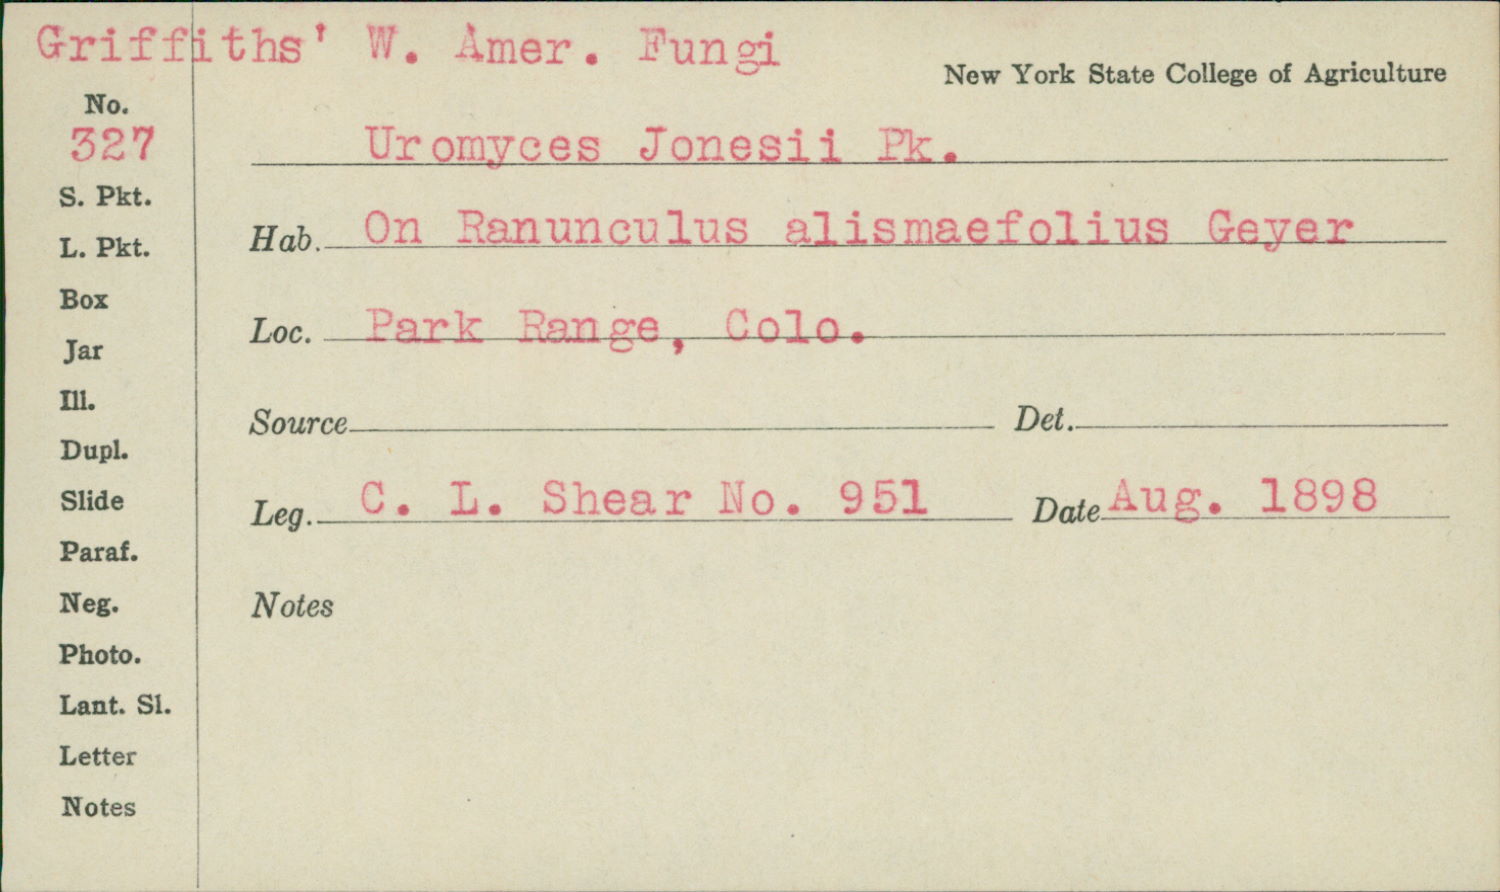 Griffiths' W. Amer. Fungi
New York State College of Agriculture
No.
327
Uromyces Jonesii Pk.
S. Pkt.
L. Pkt.
Box
Jar
Ill.
Dupl.
Slide
Paraf.
Neg.
Photo.
Lant. Sl.
Letter
Notes
Hab. On Ranunculus alismaefolius Geyer
Loc. Park Range, Colo.
Source Det.
Leg. C. L. Shear No. 951 Date Aug. 1898
Notes